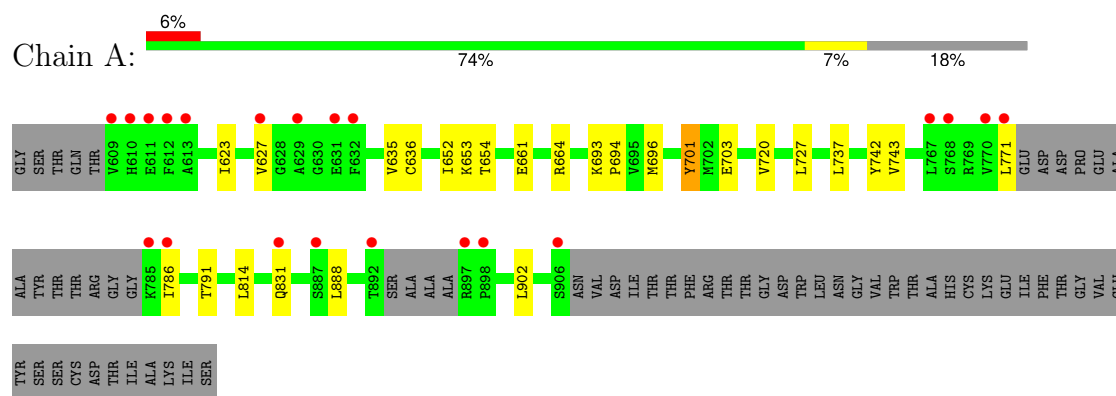 6%
Chain A:
74% 7% 18%
GLY SER THR GLN THR V609 H610 E611 F612 A613 I623 V627 G628 A629 G630 E631 F632 V635 C636 I652 K653 T654 E661 R664 K693 P694 V695 M696 Y701 M702 E703 V720 L727 L737 Y742 V743 L767 S768 R769 V770 L771 GLU ASP ASP PRO GLU ALA
ALA TYR THR THR ARG GLY GLY K785 I786 T791 L814 Q831 S887 L888 T892 SER ALA ALA ALA R897 P898 L902 S906 ASN VAL ASP ILE THR THR PHE ARG THR THR GLY ASP TRP LEU ASN GLY VAL TRP THR THR ALA HIS CYS LYS GLU ILE PHE THR GLY VAL
TYR SER SER CYS ASP THR ILE ALA LYS ILE SER